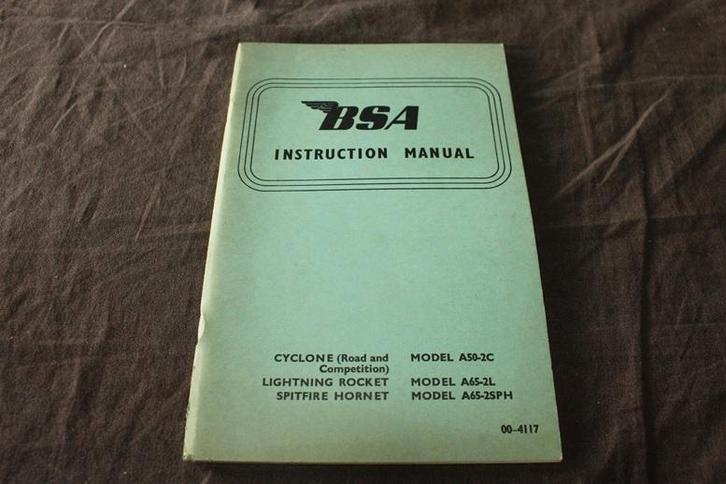 BSA
INSTRUCTION MANUAL
CYCLONE (Road and Competition) MODEL A50-2C
LIGHTNING ROCKET MODEL A65-2L
SPITFIRE HORNET MODEL A65-2SPH
00-4117